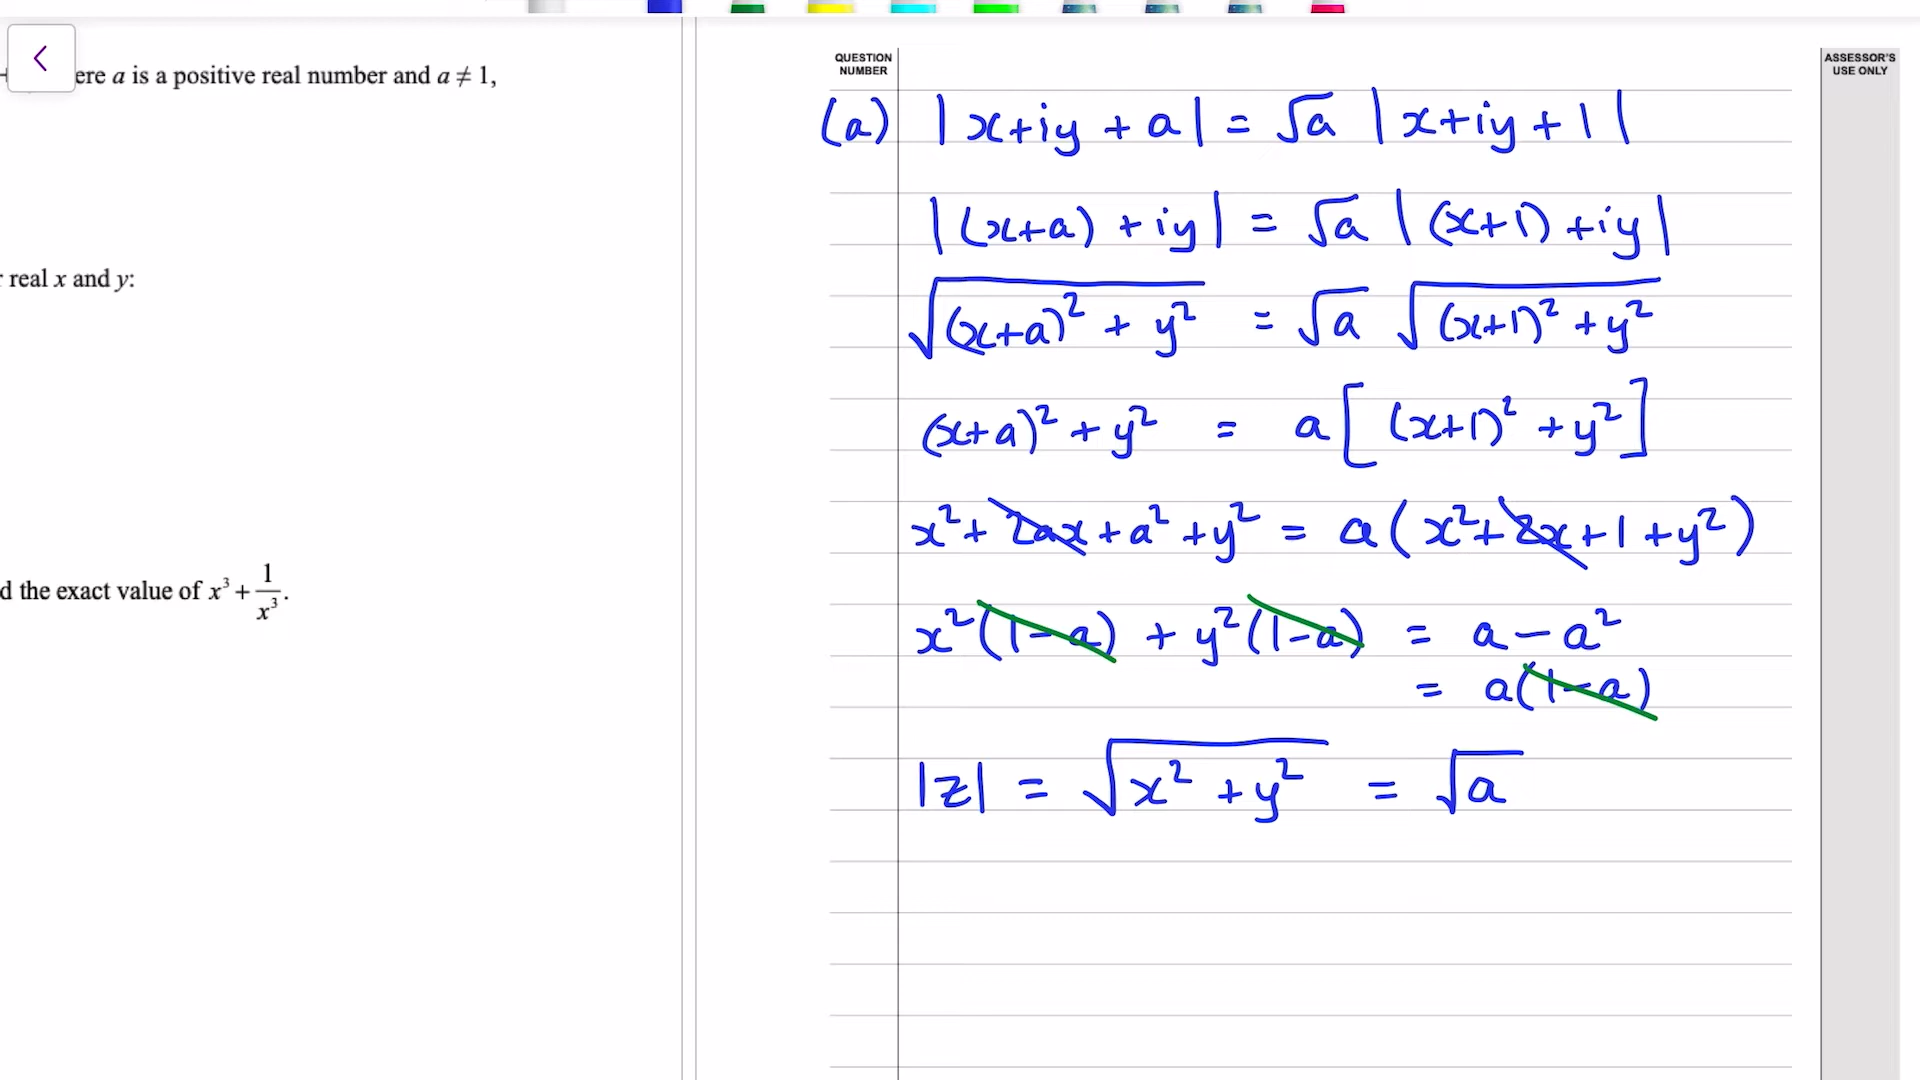 ere a is a positive real number and a ≠ 1,
real x and y:
d the exact value of x³ + 1/x³.
QUESTION NUMBER
ASSESSOR'S USE ONLY
(a) |x+iy + a| = √a |x+iy+1|
|(x+a) + iy| = √a |(x+1) + iy|
√((x+a)² + y²) = √a √((x+1)² + y²)
(x+a)² + y² = a[(x+1)² + y²]
x² + 2ax + a² + y² = a(x² + 2x + 1 + y²)
x²(1-a) + y²(1-a) = a - a²
= a(1-a)
|z| = √(x² + y²) = √a